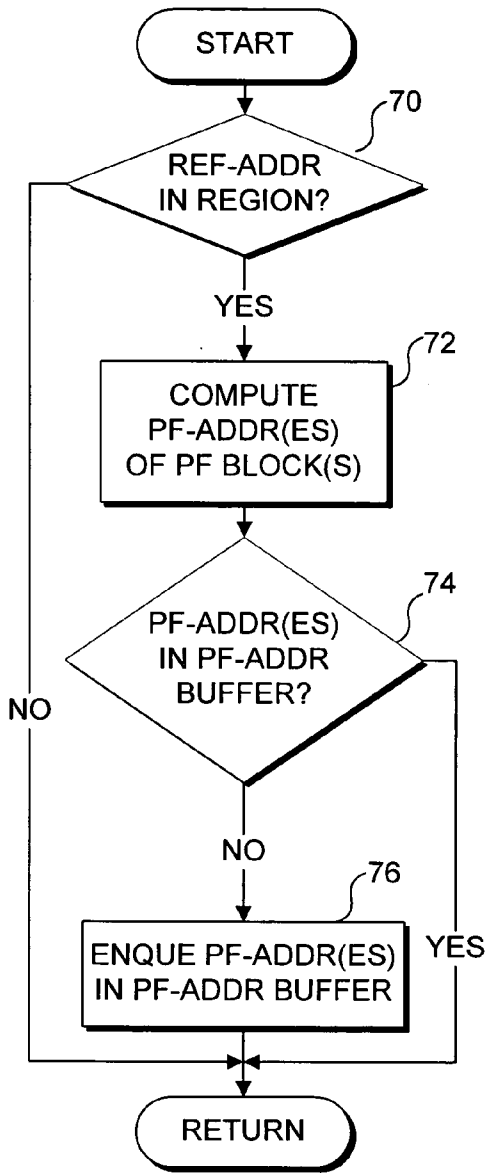 START
70
REF-ADDR
IN REGION?
YES
72
COMPUTE
PF-ADDR(ES)
OF PF BLOCK(S)
74
PF-ADDR(ES)
IN PF-ADDR
BUFFER?
NO
NO
76
ENQUE PF-ADDR(ES)
IN PF-ADDR BUFFER
YES
RETURN